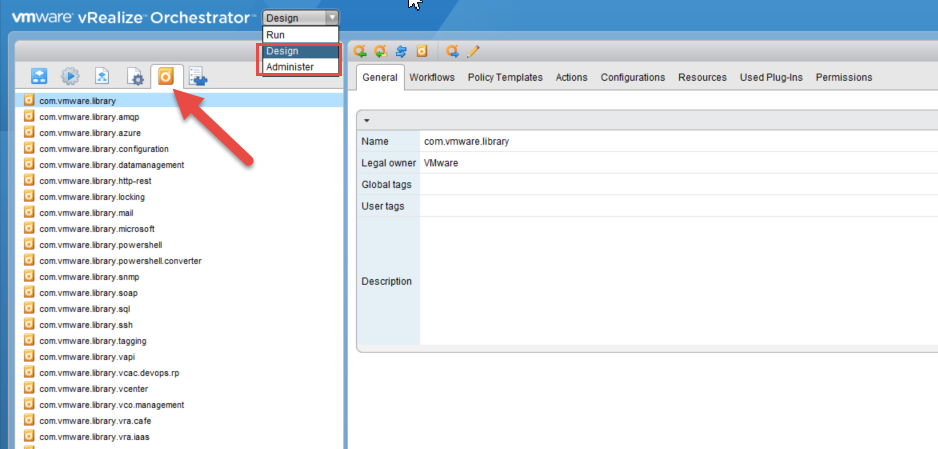 vmware vRealize Orchestrator Design
Run
Design
Administer
General Workflows Policy Templates Actions Configurations Resources Used Plug-Ins Permissions
com.vmware.library
com.vmware.library.amqp
com.vmware.library.azure
com.vmware.library.configuration
com.vmware.library.datamanagement
com.vmware.library.http-rest
com.vmware.library.locking
com.vmware.library.mail
com.vmware.library.microsoft
com.vmware.library.powershell
com.vmware.library.powershell.converter
com.vmware.library.snmp
com.vmware.library.soap
com.vmware.library.sql
com.vmware.library.ssh
com.vmware.library.tagging
com.vmware.library.vapi
com.vmware.library.vcac.devops.rp
com.vmware.library.vcenter
com.vmware.library.vco.management
com.vmware.library.vra.cafe
com.vmware.library.vra.iaas
Name com.vmware.library
Legal owner VMware
Global tags
User tags
Description